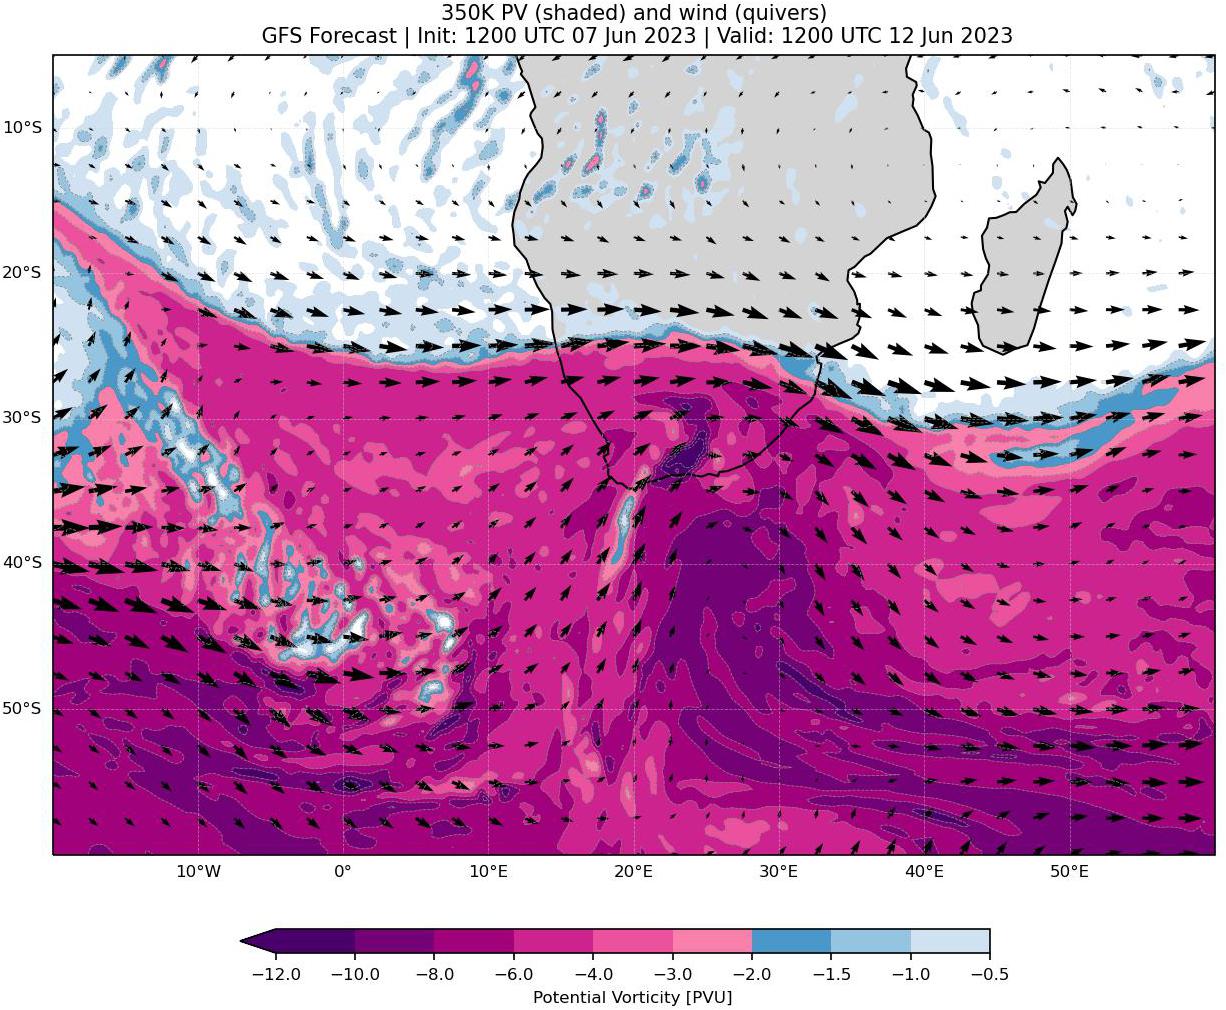 350K PV (shaded) and wind (quivers)
GFS Forecast | Init: 1200 UTC 07 Jun 2023 | Valid: 1200 UTC 12 Jun 2023
10°S
20°S
30°S
40°S
50°S
10°W 0° 10°E 20°E 30°E 40°E 50°E
−12.0 −10.0 −8.0 −6.0 −4.0 −3.0 −2.0 −1.5 −1.0 −0.5
Potential Vorticity [PVU]